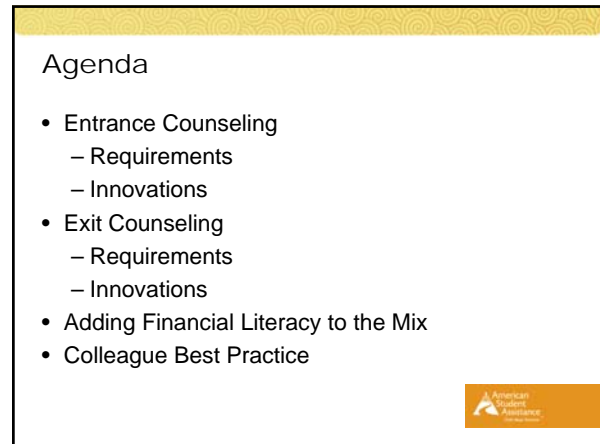 Agenda
• Entrance Counseling
– Requirements
– Innovations
• Exit Counseling
– Requirements
– Innovations
• Adding Financial Literacy to the Mix
• Colleague Best Practice
American
Student
Assistance